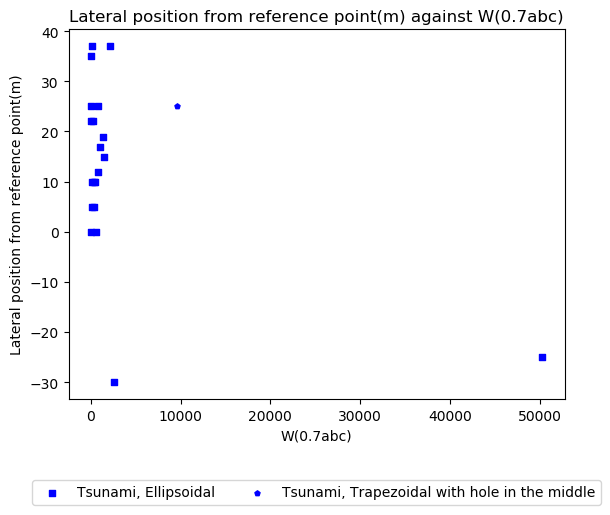 Lateral position from reference point(m) against W(0.7abc)
Lateral position from reference point(m)
40
30
20
10
0
−10
−20
−30
0 10000 20000 30000 40000 50000
W(0.7abc)
Tsunami, Ellipsoidal Tsunami, Trapezoidal with hole in the middle